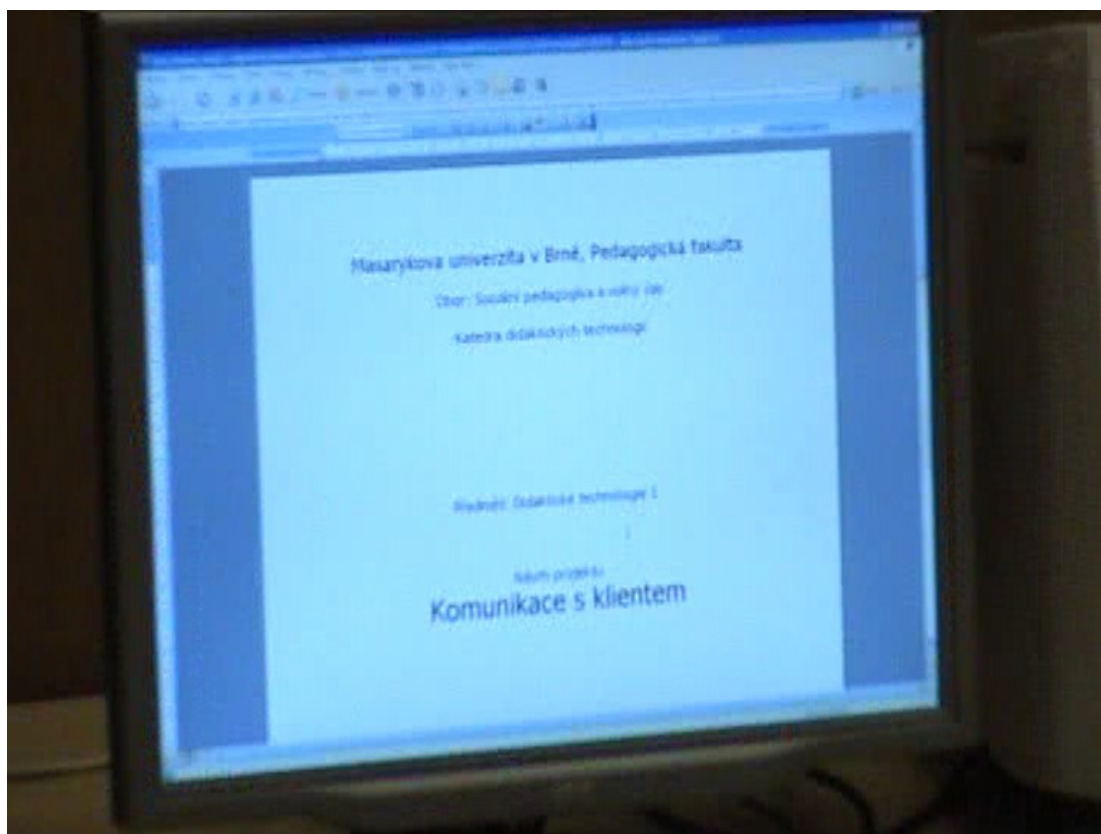 Masarykova univerzita v Brně, Pedagogická fakulta
Obor: Sociální pedagogika a volný čas
Katedra didaktických technologií
Předmět: Didaktické technologie 1
Návrh projektu
Komunikace s klientem